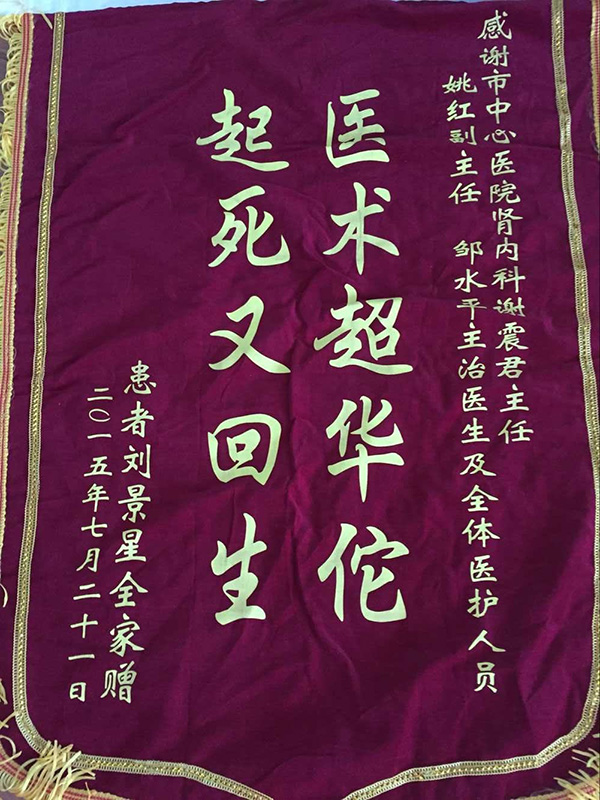 感谢市中心医院肾内科谢震君主任
姚红副主任 邹水平主治医生及全体医护人员
医术超华佗
起死又回生
患者刘景星全家赠
二〇一五年七月二十一日